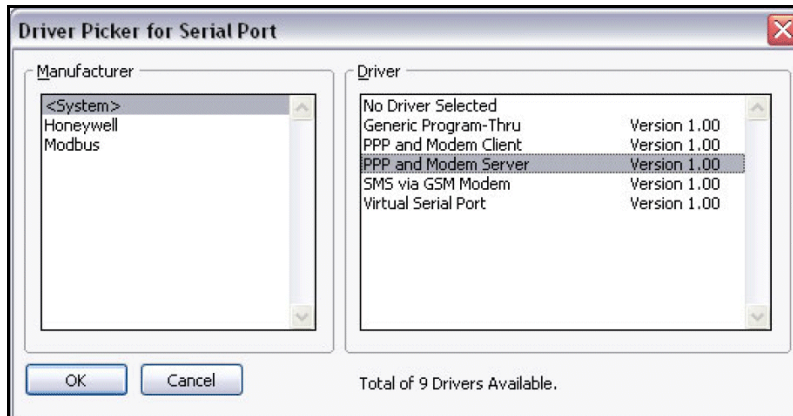 Driver Picker for Serial Port
Manufacturer
<System>
Honeywell
Modbus
Driver
No Driver Selected
Generic Program-Thru Version 1.00
PPP and Modem Client Version 1.00
PPP and Modem Server Version 1.00
SMS via GSM Modem Version 1.00
Virtual Serial Port Version 1.00
OK
Cancel
Total of 9 Drivers Available.